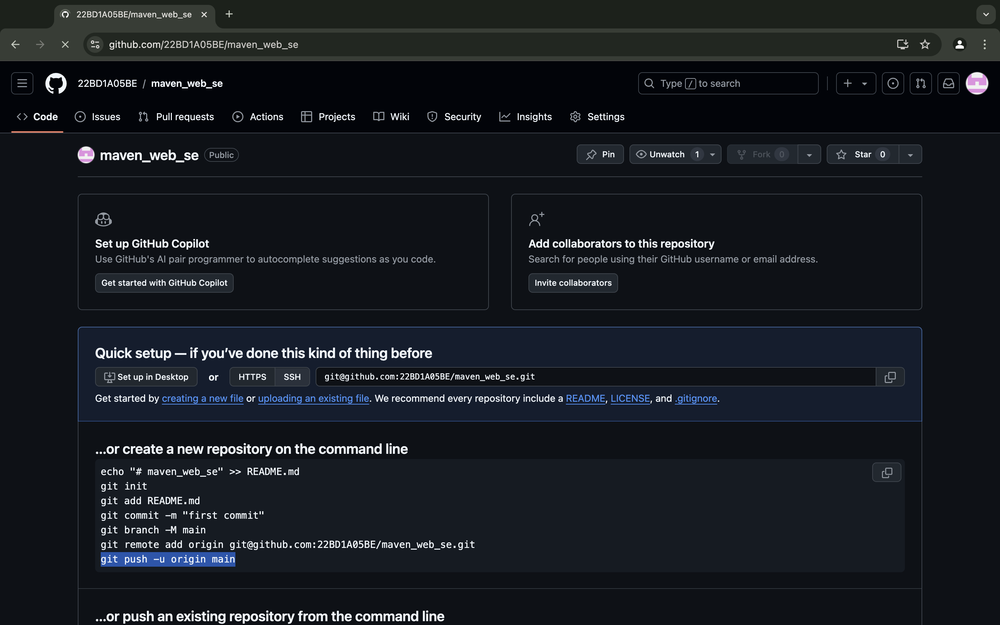 22BD1A05BE/maven_web_se
github.com/22BD1A05BE/maven_web_se
22BD1A05BE / maven_web_se
Type / to search
Code Issues Pull requests Actions Projects Wiki Security Insights Settings
maven_web_se Public
Pin Unwatch 1 Fork 0 Star 0
Set up GitHub Copilot
Use GitHub's AI pair programmer to autocomplete suggestions as you code.
Get started with GitHub Copilot
Add collaborators to this repository
Search for people using their GitHub username or email address.
Invite collaborators
Quick setup — if you’ve done this kind of thing before
Set up in Desktop or HTTPS SSH git@github.com:22BD1A05BE/maven_web_se.git
Get started by creating a new file or uploading an existing file. We recommend every repository include a README, LICENSE, and .gitignore.
…or create a new repository on the command line
echo "# maven_web_se" >> README.md
git init
git add README.md
git commit -m "first commit"
git branch -M main
git remote add origin git@github.com:22BD1A05BE/maven_web_se.git
git push -u origin main
…or push an existing repository from the command line